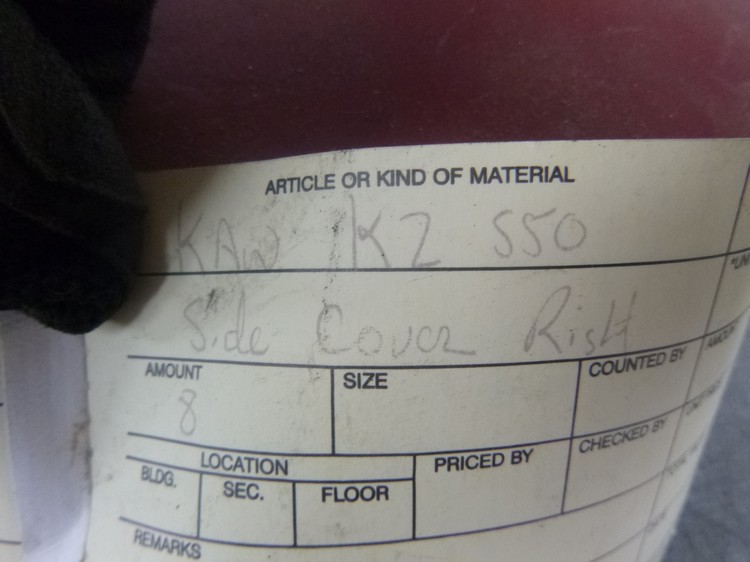 ARTICLE OR KIND OF MATERIAL
KAW KZ 550
Side Cover Right
AMOUNT SIZE COUNTED BY
8
LOCATION PRICED BY CHECKED BY
BLDG. SEC. FLOOR
REMARKS